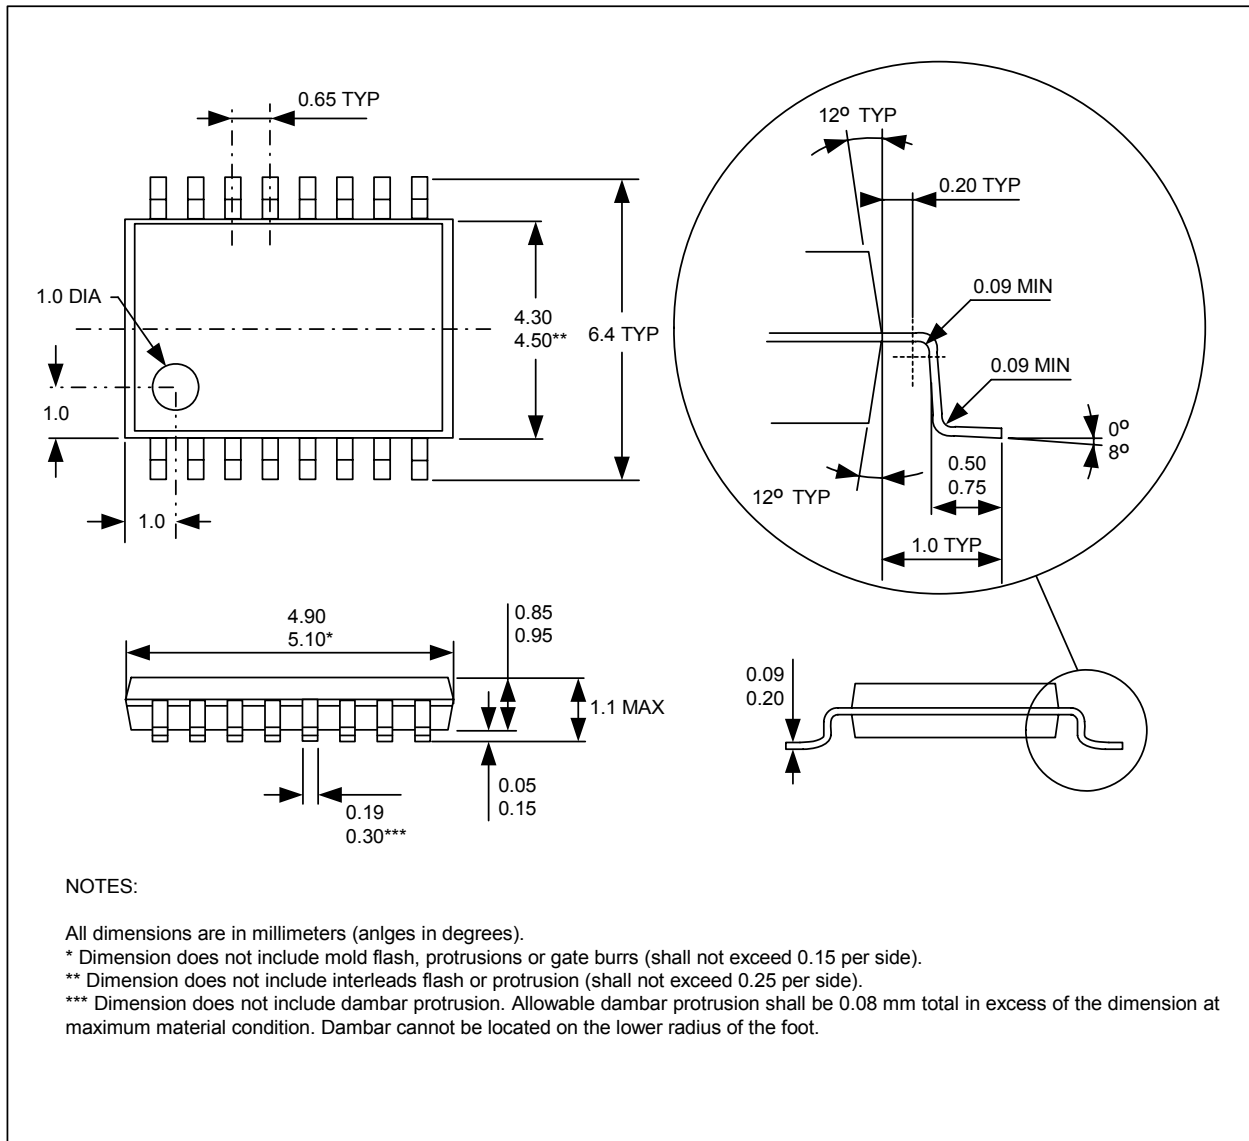 0.65 TYP
12º TYP
0.20 TYP
1.0 DIA
0.09 MIN
4.30
4.50**
6.4 TYP
0.09 MIN
1.0
0º
8º
0.50
0.75
12º TYP
1.0
1.0 TYP
4.90
5.10*
0.85
0.95
1.1 MAX
0.09
0.20
0.05
0.15
0.19
0.30***
NOTES:
All dimensions are in millimeters (anlges in degrees).
* Dimension does not include mold flash, protrusions or gate burrs (shall not exceed 0.15 per side).
** Dimension does not include interleads flash or protrusion (shall not exceed 0.25 per side).
*** Dimension does not include dambar protrusion. Allowable dambar protrusion shall be 0.08 mm total in excess of the dimension at
maximum material condition. Dambar cannot be located on the lower radius of the foot.